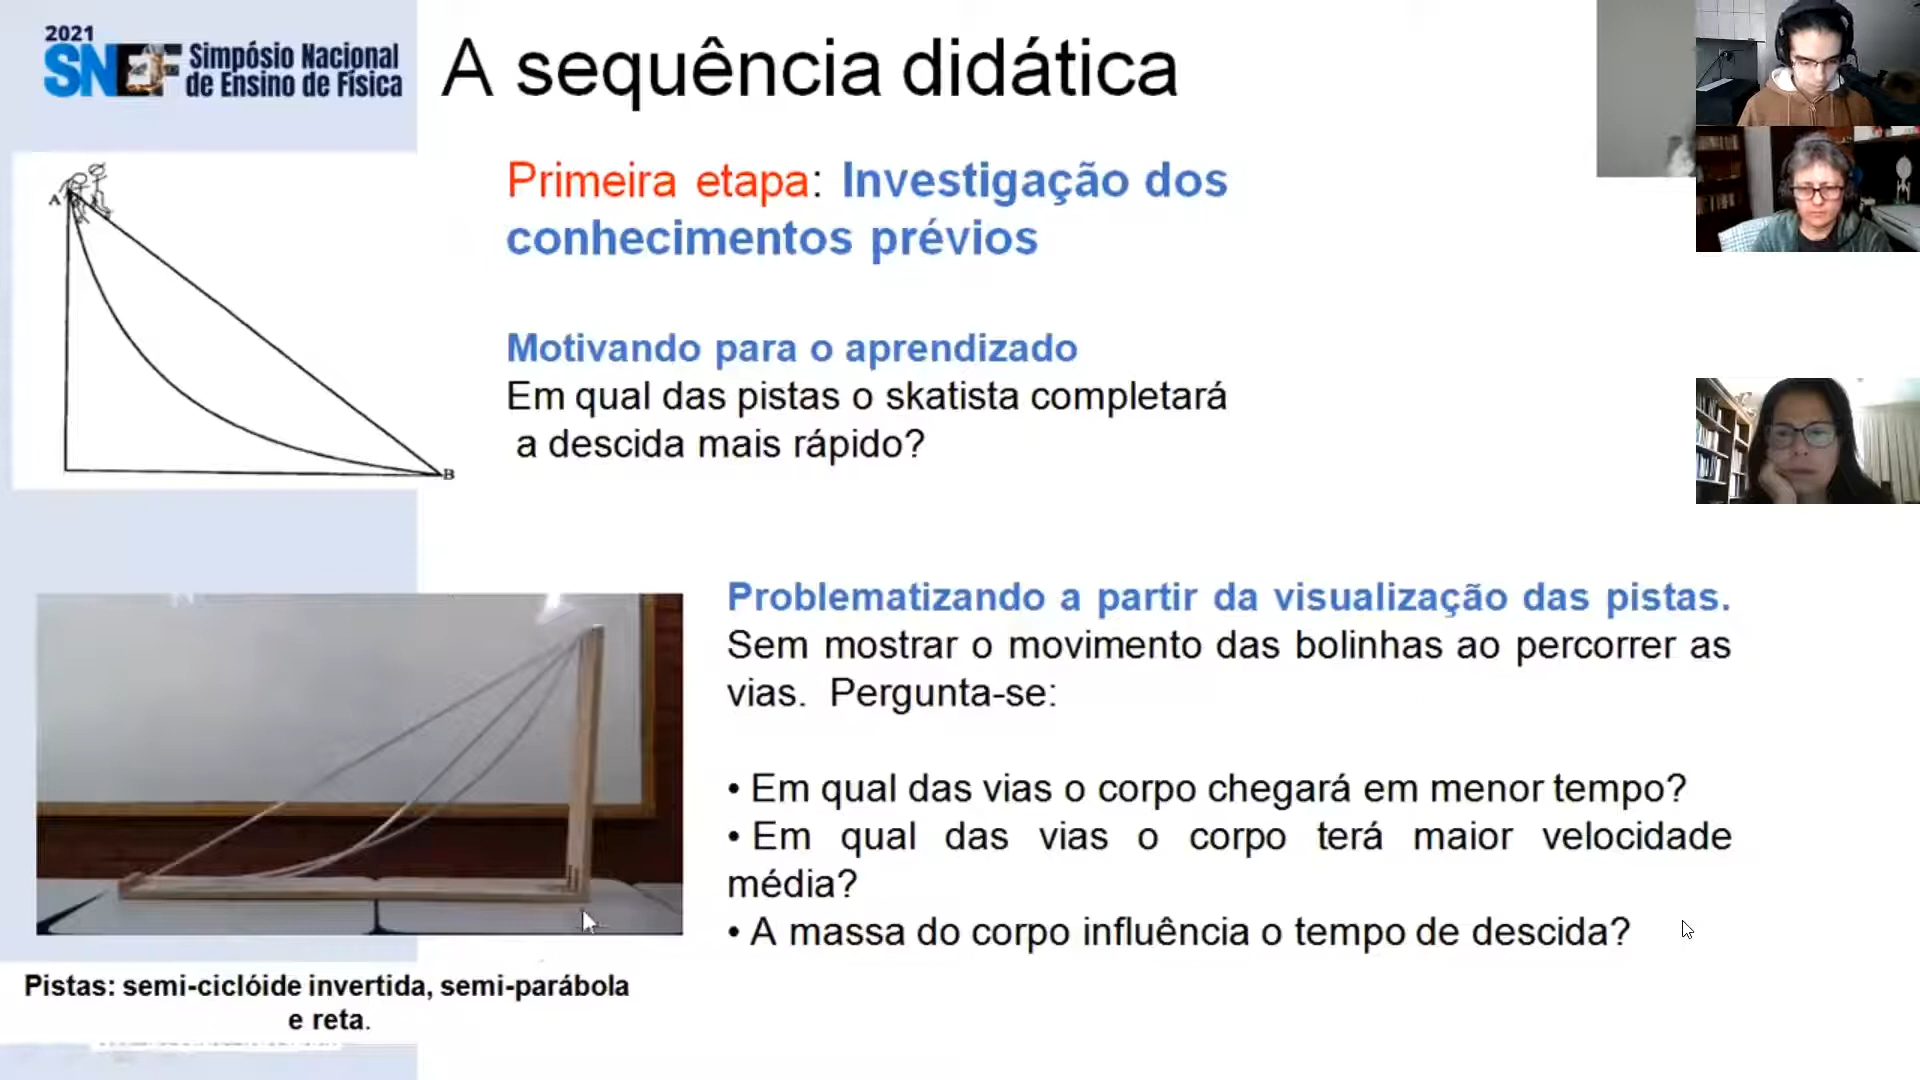 2021
SNEF Simpósio Nacional
de Ensino de Física
A sequência didática
Primeira etapa: Investigação dos
conhecimentos prévios
A
B
Motivando para o aprendizado
Em qual das pistas o skatista completará
a descida mais rápido?
Problematizando a partir da visualização das pistas.
Sem mostrar o movimento das bolinhas ao percorrer as
vias. Pergunta-se:
• Em qual das vias o corpo chegará em menor tempo?
• Em qual das vias o corpo terá maior velocidade
média?
• A massa do corpo influência o tempo de descida?
Pistas: semi-ciclóide invertida, semi-parábola
e reta.